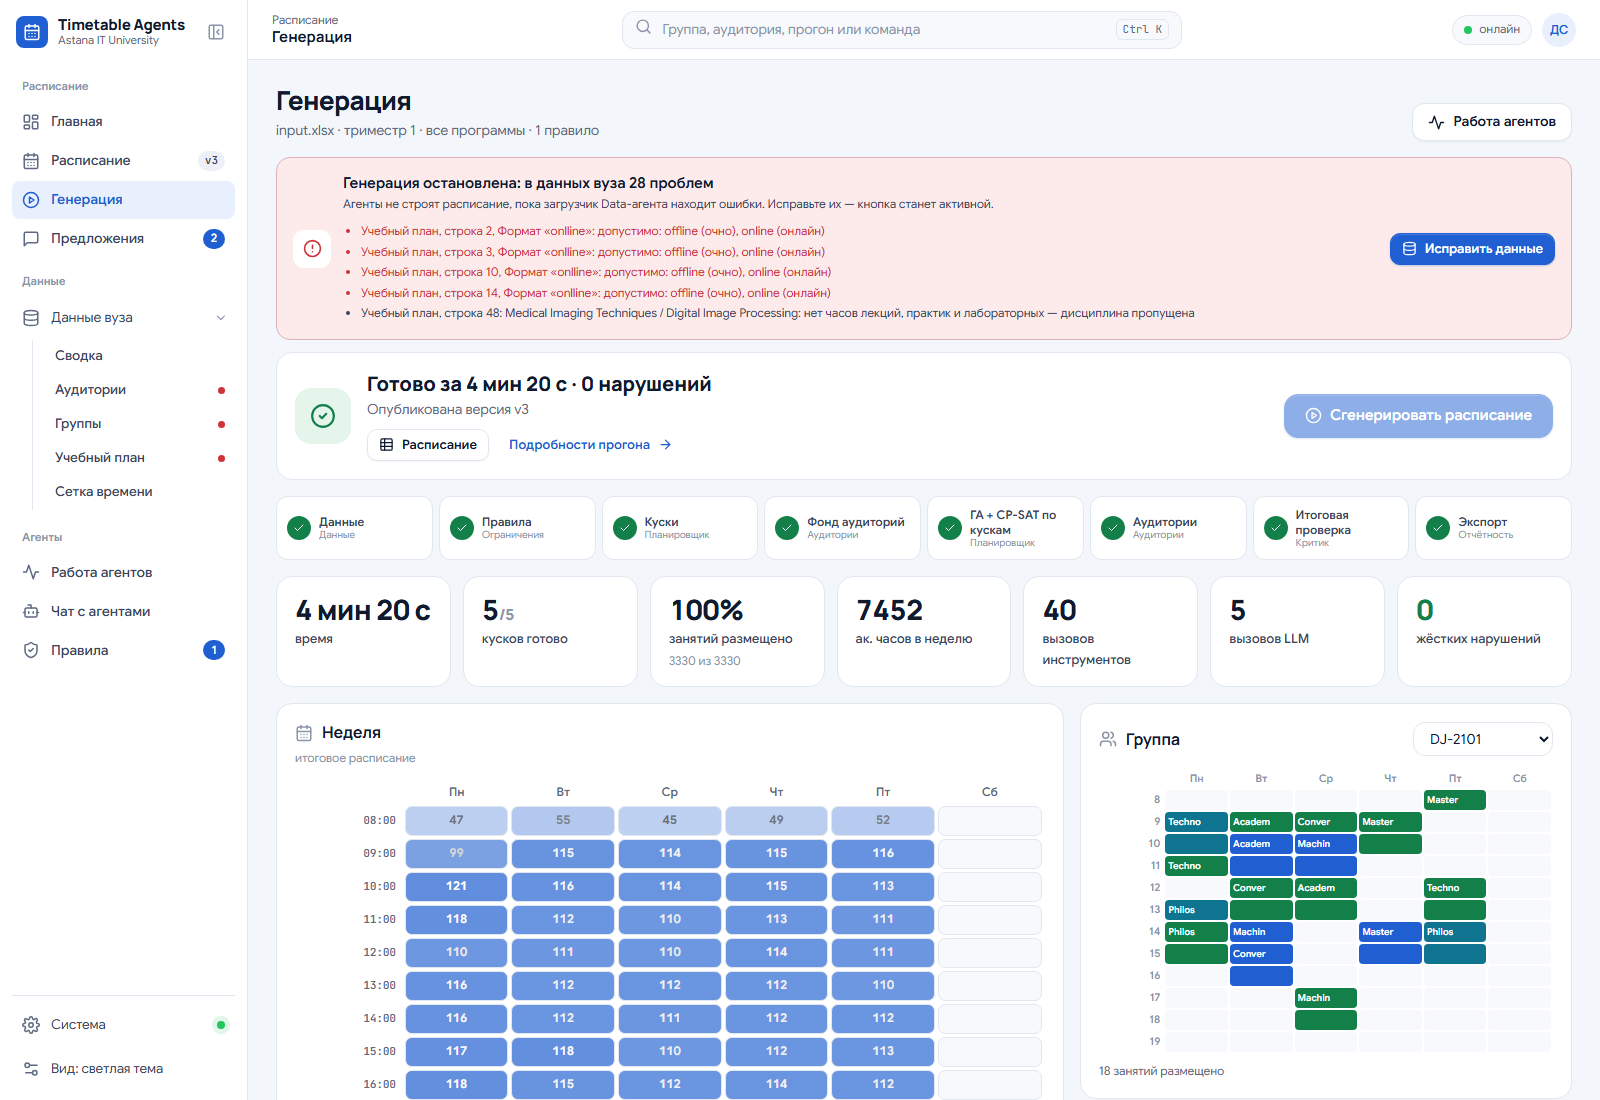 Timetable Agents
Astana IT University
Расписание
Главная
Расписание v3
Генерация
Предложения 2
Данные
Данные вуза
Сводка
Аудитории
Группы
Учебный план
Сетка времени
Агенты
Работа агентов
Чат с агентами
Правила 1
Система
Вид: светлая тема
Расписание
Генерация
Группа, аудитория, прогон или команда Ctrl K
онлайн
ДС
Генерация
input.xlsx · триместр 1 · все программы · 1 правило
Работа агентов
Генерация остановлена: в данных вуза 28 проблем
Агенты не строят расписание, пока загрузчик Data-агента находит ошибки. Исправьте их — кнопка станет активной.
Учебный план, строка 2, Формат «onlline»: допустимо: offline (очно), online (онлайн)
Учебный план, строка 3, Формат «onlline»: допустимо: offline (очно), online (онлайн)
Учебный план, строка 10, Формат «onlline»: допустимо: offline (очно), online (онлайн)
Учебный план, строка 14, Формат «onlline»: допустимо: offline (очно), online (онлайн)
Учебный план, строка 48: Medical Imaging Techniques / Digital Image Processing: нет часов лекций, практик и лабораторных — дисциплина пропущена
Исправить данные
Готово за 4 мин 20 с · 0 нарушений
Опубликована версия v3
Расписание Подробности прогона
Сгенерировать расписание
Данные
Данные
Правила
Ограничения
Куски
Планировщик
Фонд аудиторий
Аудитории
ГА + CP-SAT по
кускам
Планировщик
Аудитории
Аудитории
Итоговая
проверка
Критик
Экспорт
Отчётность
4 мин 20 с
время
5/5
кусков готово
100%
занятий размещено
3330 из 3330
7452
ак. часов в неделю
40
вызовов
инструментов
5
вызовов LLM
0
жёстких нарушений
Неделя
итоговое расписание
Пн Вт Ср Чт Пт Сб
08:00 47 55 45 49 52
09:00 99 115 114 115 116
10:00 121 116 114 115 113
11:00 118 112 110 113 111
12:00 110 111 110 114 111
13:00 116 112 112 112 110
14:00 116 112 111 112 112
15:00 117 118 110 112 113
16:00 118 115 112 114 112
Группа DJ-2101
Пн Вт Ср Чт Пт Сб
8 Master
9 Techno Academ Conver Master
10 Academ Machin
11 Techno
12 Conver Academ Techno
13 Philos
14 Philos Machin Master Philos
15 Conver
16
17 Machin
18
19
18 занятий размещено